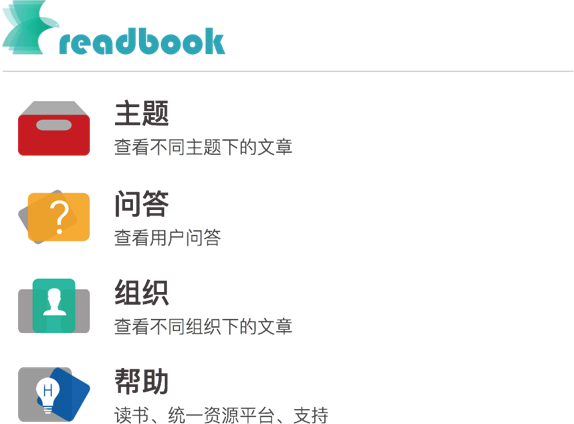 readbook
主题
查看不同主题下的文章
?
问答
查看用户问答
组织
查看不同组织下的文章
H
帮助
读书、统一资源平台、支持